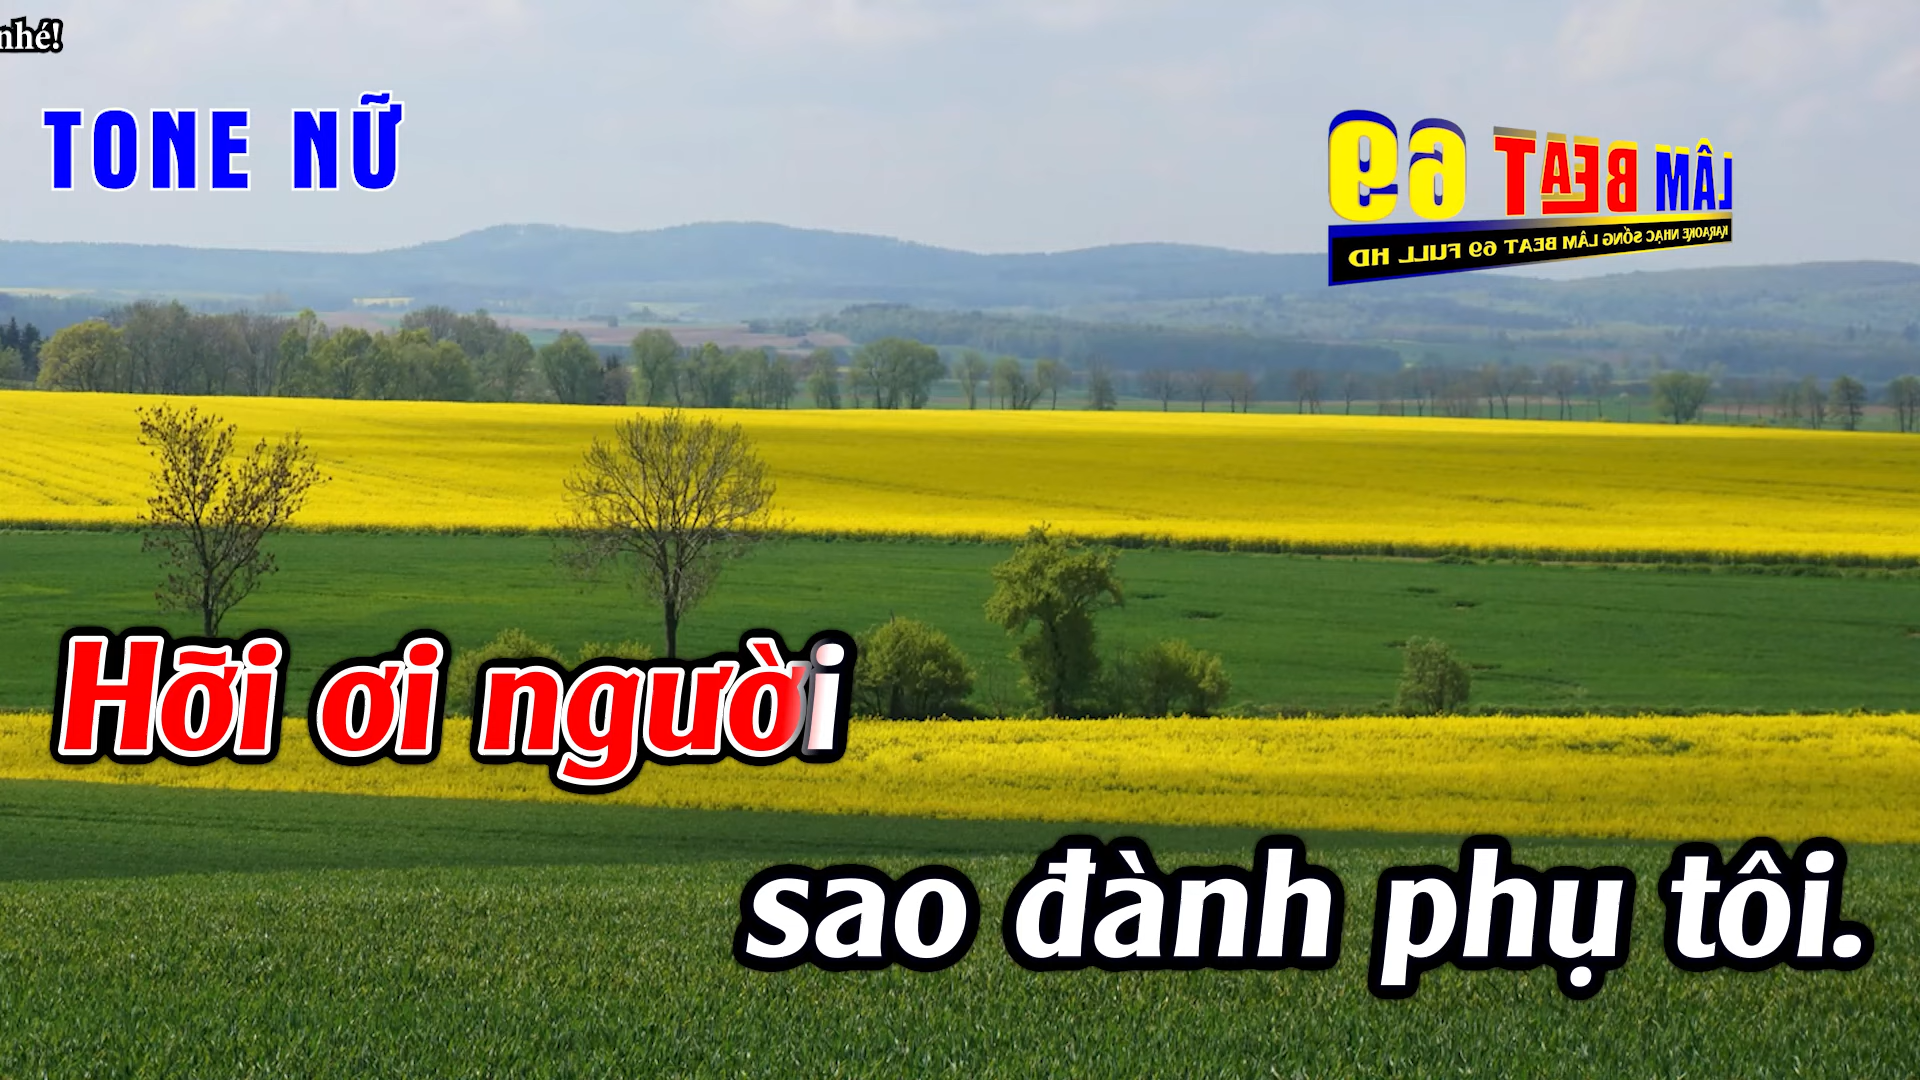 nhé!
TONE NỮ
LÂM BEAT 69
KARAOKE NHẠC SỐNG LÂM BEAT 69 FULL HD
Hỡi ơi người
sao đành phụ tôi.